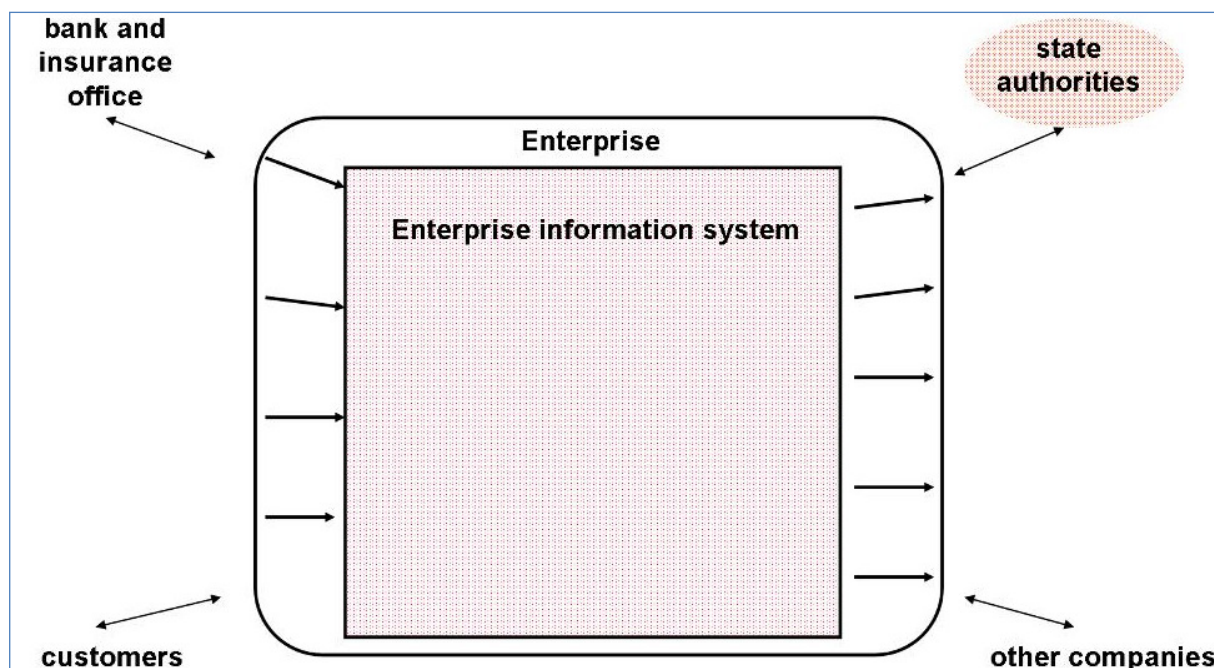 bank and
insurance
office
state
authorities
Enterprise
Enterprise information system
customers
other companies